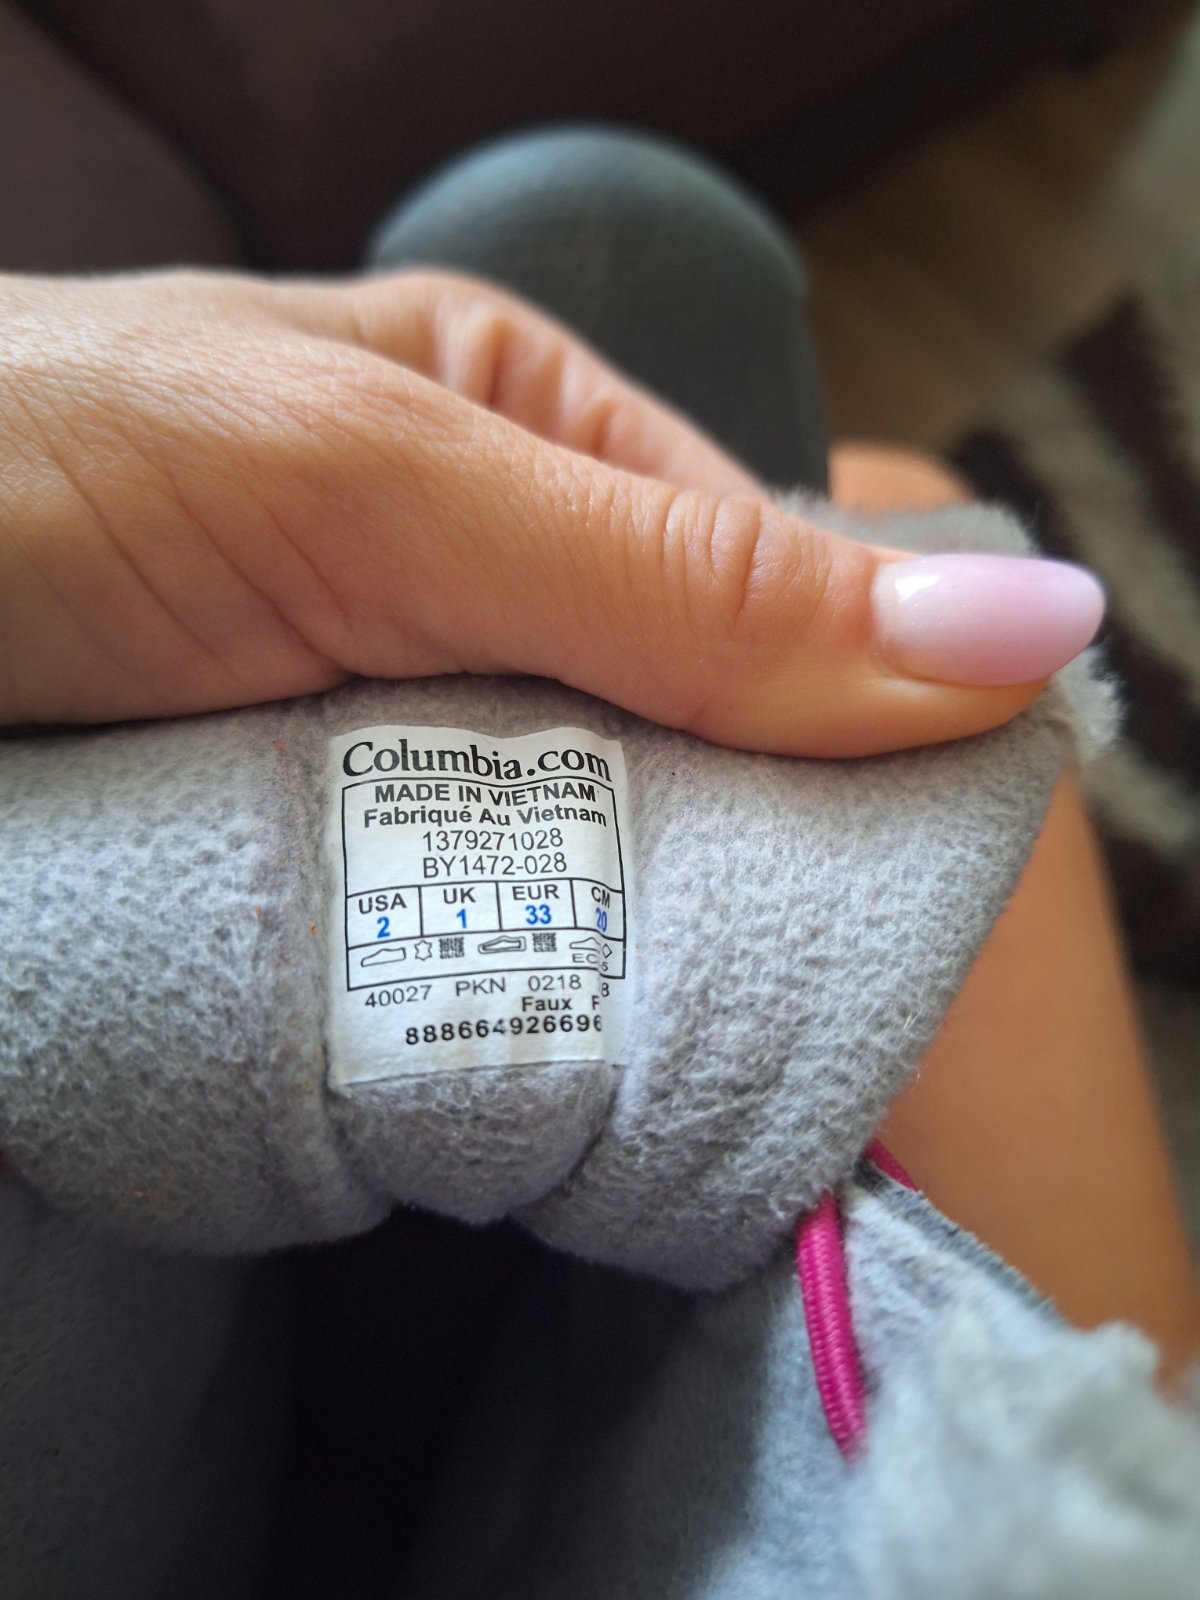 Columbia.com
MADE IN VIETNAM
Fabriqué Au Vietnam
1379271028
BY1472-028
USA UK EUR CM
2 1 33 20
40027 PKN 0218
Faux F
888664926696